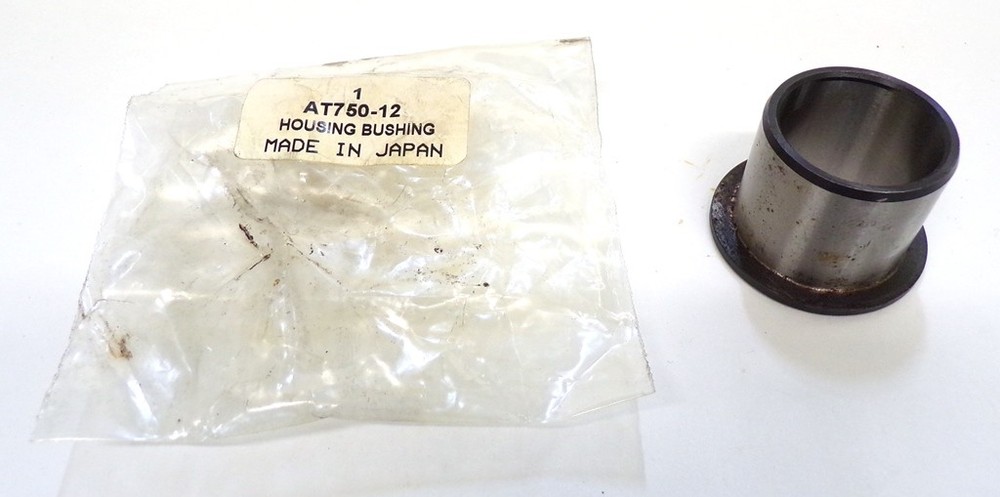 1
AT750-12
HOUSING BUSHING
MADE IN JAPAN